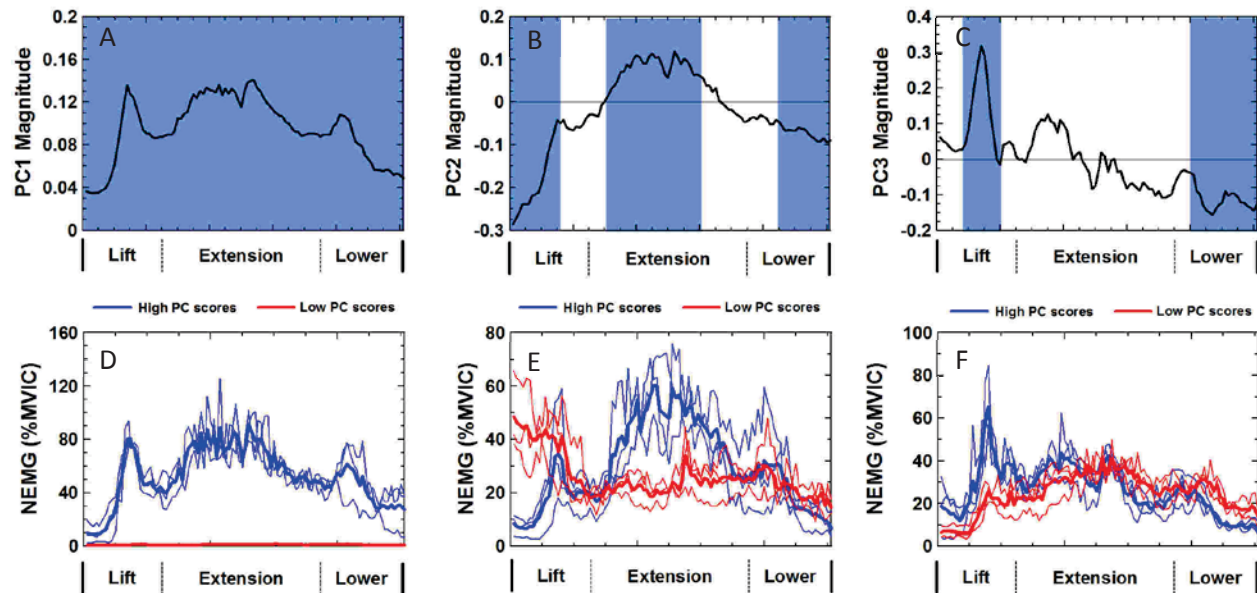 A
PC1 Magnitude
0.2
0.16
0.12
0.08
0.04
0
Lift
Extension
Lower
B
PC2 Magnitude
0.2
0.1
0
-0.1
-0.2
-0.3
Lift
Extension
Lower
C
PC3 Magnitude
0.4
0.3
0.2
0.1
0
-0.1
-0.2
Lift
Extension
Lower
High PC scores
Low PC scores
D
NEMG (%MVIC)
160
120
80
40
0
Lift
Extension
Lower
High PC scores
Low PC scores
E
NEMG (%MVIC)
80
60
40
20
0
Lift
Extension
Lower
High PC scores
Low PC scores
F
NEMG (%MVIC)
100
80
60
40
20
0
Lift
Extension
Lower